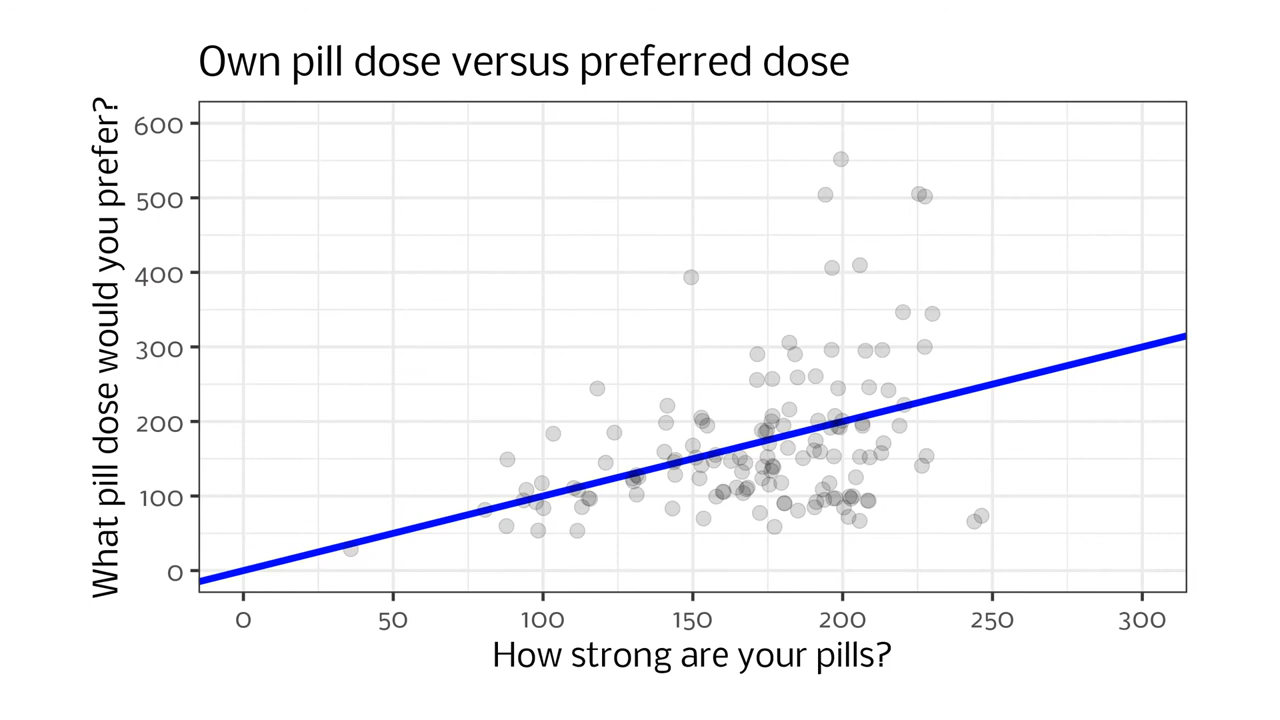 Own pill dose versus preferred dose
What pill dose would you prefer?
600
500
400
300
200
100
0
0 50 100 150 200 250 300
How strong are your pills?